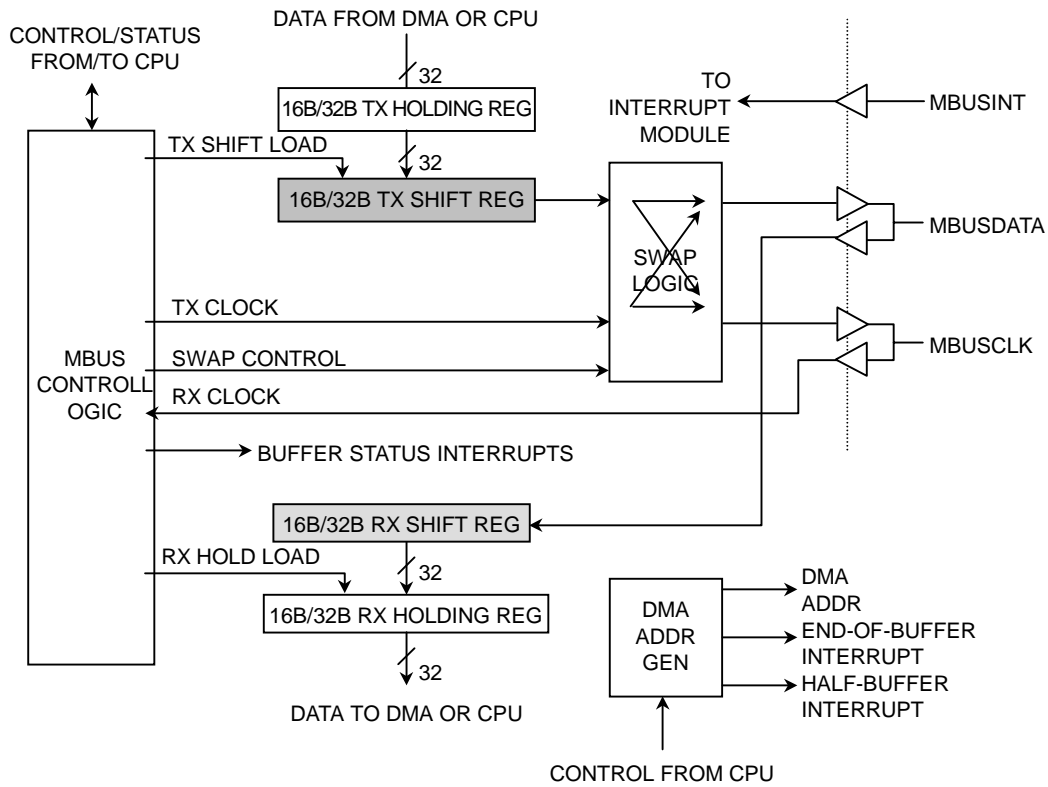 DATA FROM DMA OR CPU
CONTROL/STATUS
FROM/TO CPU
32
16B/32B TX HOLDING REG
TO
INTERRUPT
MODULE
MBUSINT
TX SHIFT LOAD
32
16B/32B TX SHIFT REG
MBUSDATA
SWAP
LOGIC
TX CLOCK
MBUSCLK
MBUS
CONTROLL
OGIC
SWAP CONTROL
RX CLOCK
BUFFER STATUS INTERRUPTS
16B/32B RX SHIFT REG
RX HOLD LOAD
32
16B/32B RX HOLDING REG
32
DATA TO DMA OR CPU
DMA
ADDR
GEN
DMA
ADDR
END-OF-BUFFER
INTERRUPT
HALF-BUFFER
INTERRUPT
CONTROL FROM CPU